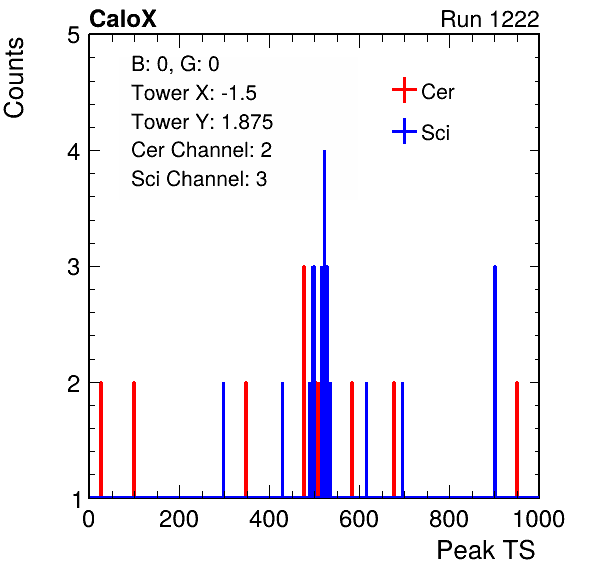 CaloX Run 1222
Counts
5
4
3
2
1
B: 0, G: 0
Tower X: -1.5
Tower Y: 1.875
Cer Channel: 2
Sci Channel: 3
Cer
Sci
0 200 400 600 800 1000
Peak TS